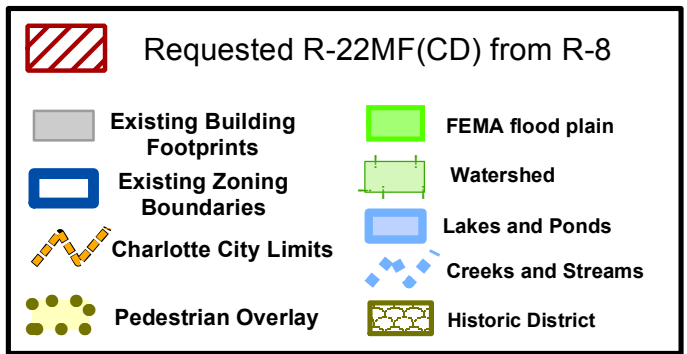 Requested R-22MF(CD) from R-8
Existing Building
Footprints
Existing Zoning
Boundaries
Charlotte City Limits
Pedestrian Overlay
FEMA flood plain
Watershed
Lakes and Ponds
Creeks and Streams
Historic District